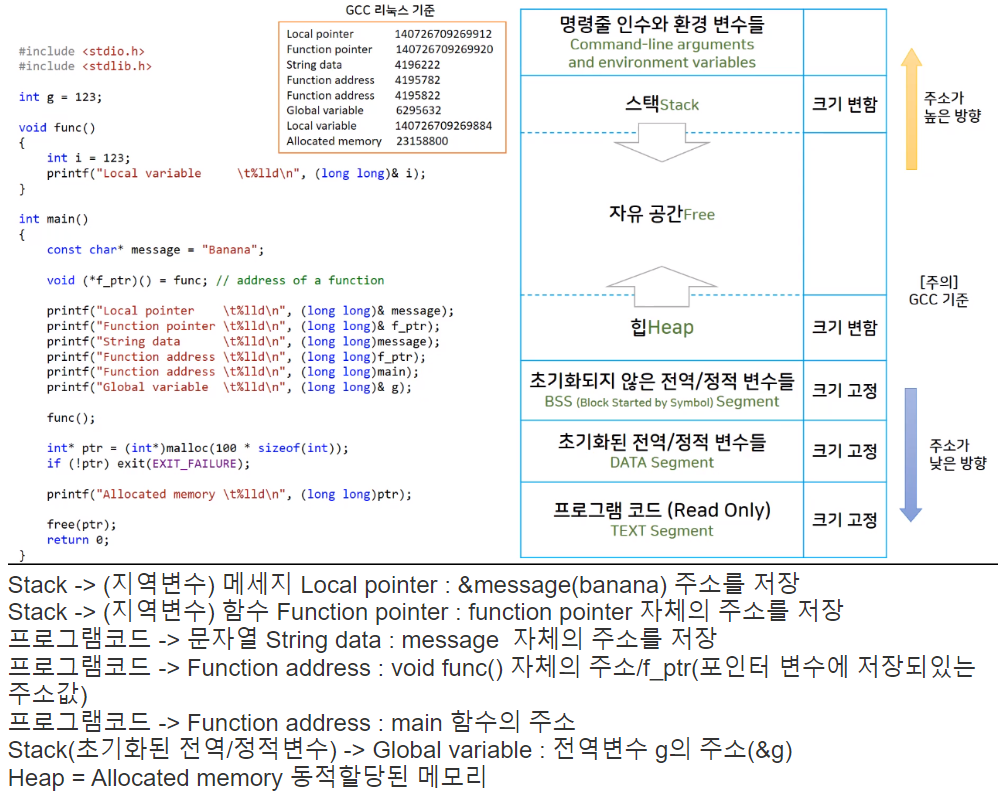 GCC 리눅스 기준
Local pointer 140726709269912
Function pointer 140726709269920
String data 4196222
Function address 4195782
Function address 4195822
Global variable 6295632
Local variable 140726709269884
Allocated memory 23158800
#include <stdio.h>
#include <stdlib.h>
int g = 123;
void func()
{
int i = 123;
printf("Local variable \t%lld\n", (long long)& i);
}
int main()
{
const char* message = "Banana";
void (*f_ptr)() = func; // address of a function
printf("Local pointer \t%lld\n", (long long)& message);
printf("Function pointer \t%lld\n", (long long)& f_ptr);
printf("String data \t%lld\n", (long long)message);
printf("Function address \t%lld\n", (long long)f_ptr);
printf("Function address \t%lld\n", (long long)main);
printf("Global variable \t%lld\n", (long long)& g);
func();
int* ptr = (int*)malloc(100 * sizeof(int));
if (!ptr) exit(EXIT_FAILURE);
printf("Allocated memory \t%lld\n", (long long)ptr);
free(ptr);
return 0;
}
명령줄 인수와 환경 변수들
Command-line arguments
and environment variables
스택Stack 크기 변함
자유 공간Free
힙Heap 크기 변함
초기화되지 않은 전역/정적 변수들
BSS (Block Started by Symbol) Segment
크기 고정
초기화된 전역/정적 변수들
DATA Segment
크기 고정
프로그램 코드 (Read Only)
TEXT Segment
크기 고정
주소가
높은 방향
[주의]
GCC 기준
주소가
낮은 방향
Stack -> (지역변수) 메세지 Local pointer : &message(banana) 주소를 저장
Stack -> (지역변수) 함수 Function pointer : function pointer 자체의 주소를 저장
프로그램코드 -> 문자열 String data : message 자체의 주소를 저장
프로그램코드 -> Function address : void func() 자체의 주소/f_ptr(포인터 변수에 저장되있는
주소값)
프로그램코드 -> Function address : main 함수의 주소
Stack(초기화된 전역/정적변수) -> Global variable : 전역변수 g의 주소(&g)
Heap = Allocated memory 동적할당된 메모리